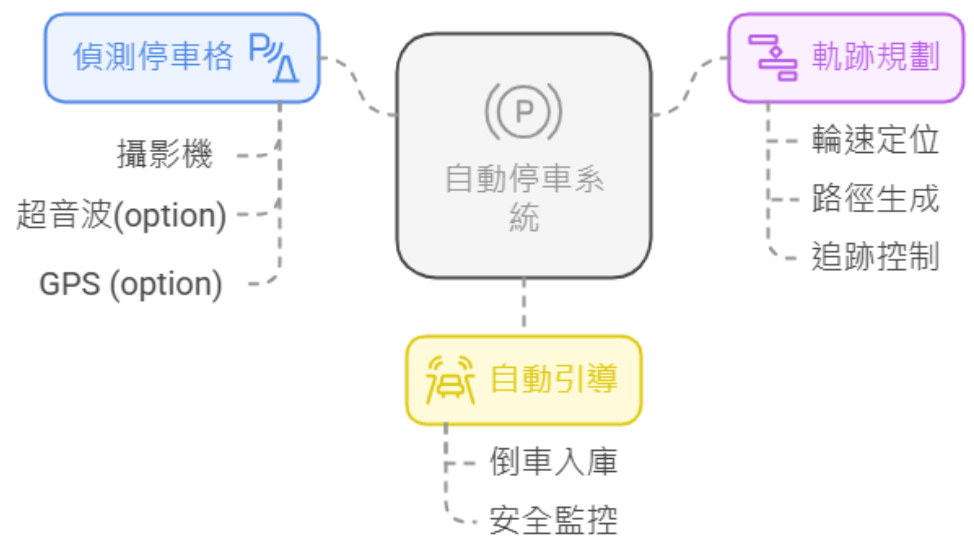 偵測停車格
攝影機
超音波(option)
GPS (option)
P
自動停車系
統
軌跡規劃
輪速定位
路徑生成
追跡控制
自動引導
倒車入庫
安全監控